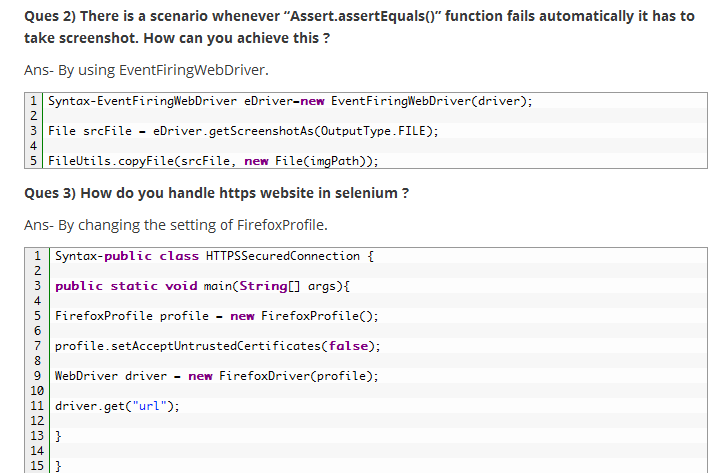 Ques 2) There is a scenario whenever “Assert.assertEquals()” function fails automatically it has to
take screenshot. How can you achieve this ?
Ans- By using EventFiringWebDriver.
1 Syntax-EventFiringWebDriver eDriver=new EventFiringWebDriver(driver);
2
3 File srcFile = eDriver.getScreenshotAs(OutputType.FILE);
4
5 FileUtils.copyFile(srcFile, new File(imgPath));
Ques 3) How do you handle https website in selenium ?
Ans- By changing the setting of FirefoxProfile.
1 Syntax-public class HTTPSSecuredConnection {
2
3 public static void main(String[] args){
4
5 FirefoxProfile profile = new FirefoxProfile();
6
7 profile.setAcceptUntrustedCertificates(false);
8
9 WebDriver driver = new FirefoxDriver(profile);
10
11 driver.get("url");
12
13 }
14
15 }